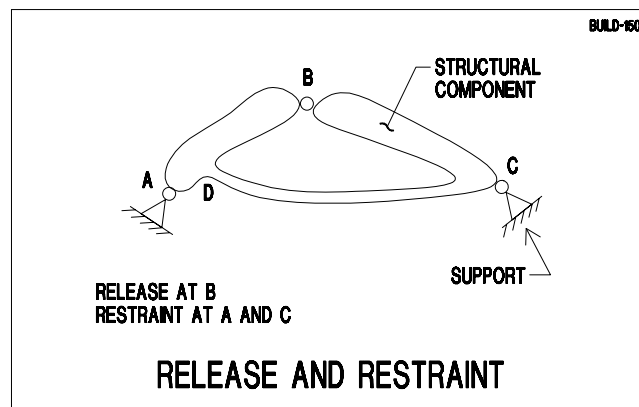 BUILD-150
B
STRUCTURAL
COMPONENT
A
C
D
SUPPORT
RELEASE AT B
RESTRAINT AT A AND C
RELEASE AND RESTRAINT